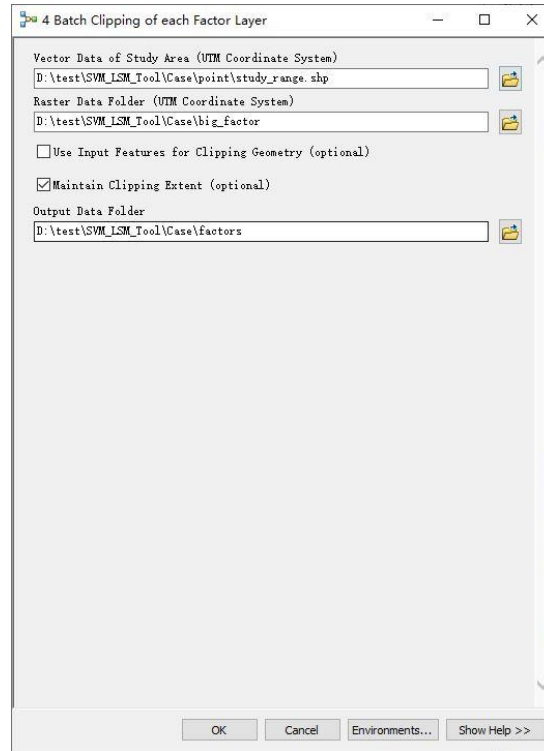 4 Batch Clipping of each Factor Layer
Vector Data of Study Area (UTM Coordinate System)
D:\test\SVM_LSM_Tool\Case\point\study_range.shp
Raster Data Folder (UTM Coordinate System)
D:\test\SVM_LSM_Tool\Case\big_factor
Use Input Features for Clipping Geometry (optional)
Maintain Clipping Extent (optional)
Output Data Folder
D:\test\SVM_LSM_Tool\Case\factors
OK Cancel Environments... Show Help >>